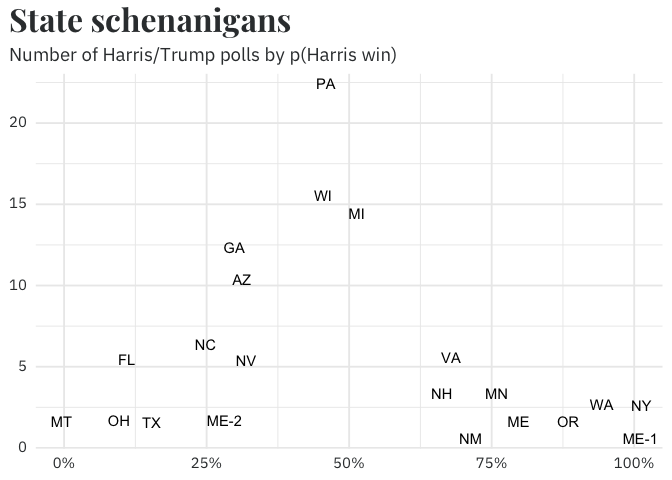 State schenanigans
Number of Harris/Trump polls by p(Harris win)
PA
20
WI
15
MI
GA
AZ
10
NC
FL
NV
VA
5
NH
MN
WA
NY
MT
OH
TX
ME-2
ME
OR
NM
ME-1
0
0%
25%
50%
75%
100%